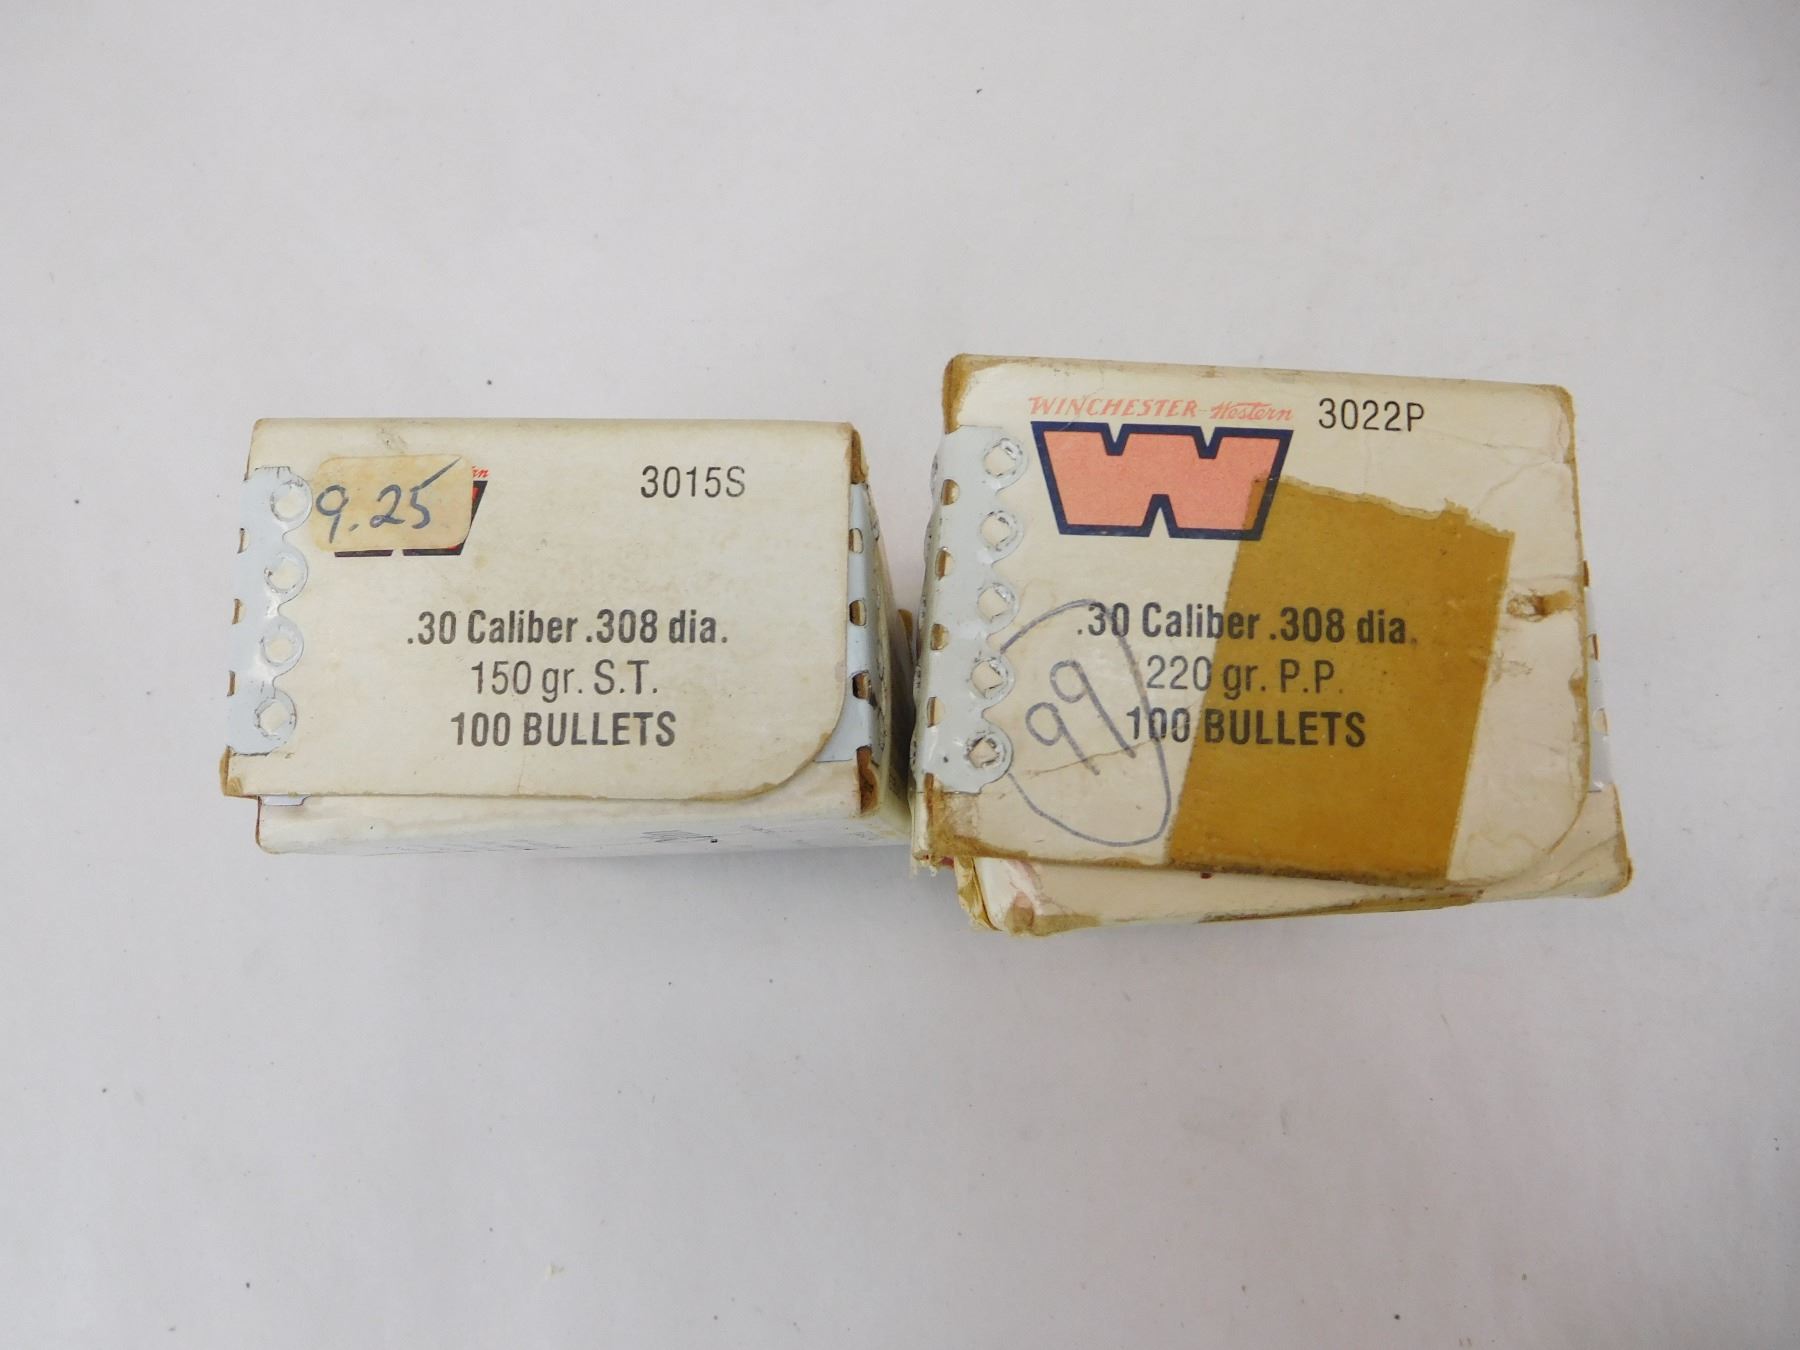 9.25
3015S
.30 Caliber .308 dia.
150 gr. S.T.
100 BULLETS
WINCHESTER-Western
3022P
W
.30 Caliber .308 dia.
220 gr. P.P.
100 BULLETS
99